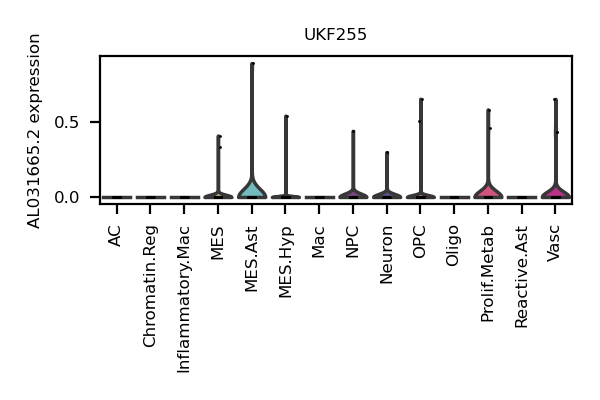 UKF255
AL031665.2 expression
0.5
0.0
AC
Chromatin.Reg
Inflammatory.Mac
MES
MES.Ast
MES.Hyp
Mac
NPC
Neuron
OPC
Oligo
Prolif.Metab
Reactive.Ast
Vasc